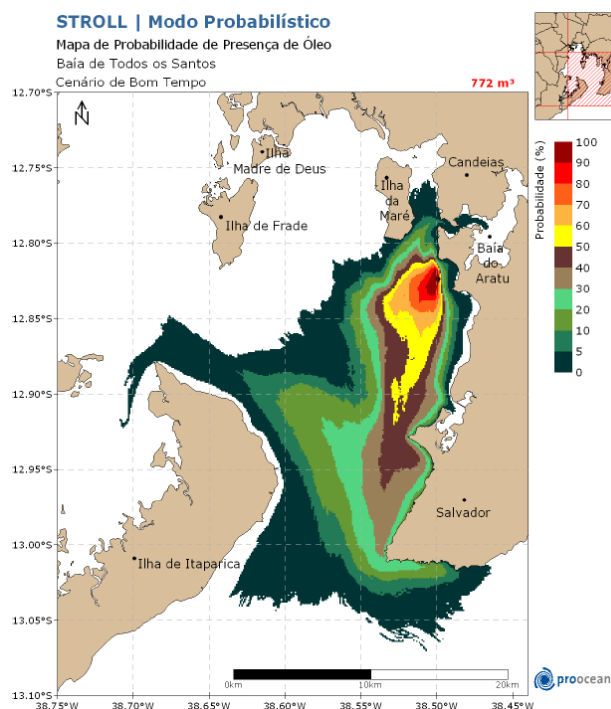 STROLL | Modo Probabilístico
Mapa de Probabilidade de Presença de Óleo
Baía de Todos os Santos
Cenário de Bom Tempo
772 m³
12.70°S
12.75°S
12.80°S
12.85°S
12.90°S
12.95°S
13.00°S
13.05°S
13.10°S
N
Ilha
Madre de Deus
Ilha de Frade
Ilha
da
Maré
Candeias
Baía
do
Aratu
Salvador
Ilha de Itaparica
0km
10km
20km
38.75°W
38.70°W
38.65°W
38.60°W
38.55°W
38.50°W
38.45°W
Probabilidade (%)
100
90
80
70
60
50
40
30
20
10
5
0
proocean